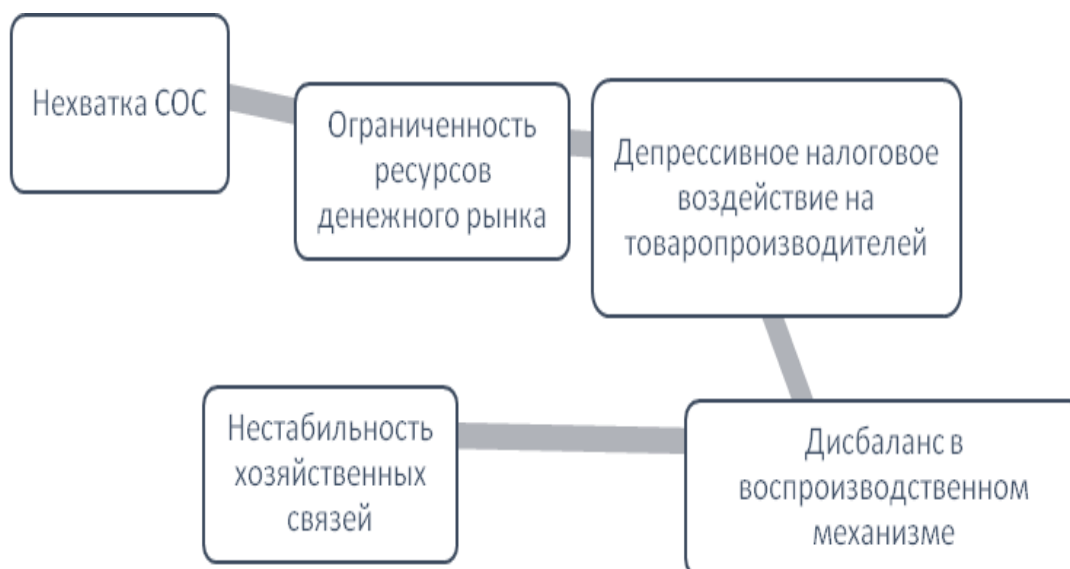 Нехватка СОС
Ограниченность
ресурсов
денежного рынка
Депрессивное налоговое
воздействие на
товаропроизводителей
Дисбаланс в
воспроизводственном
механизме
Нестабильность
хозяйственных
связей